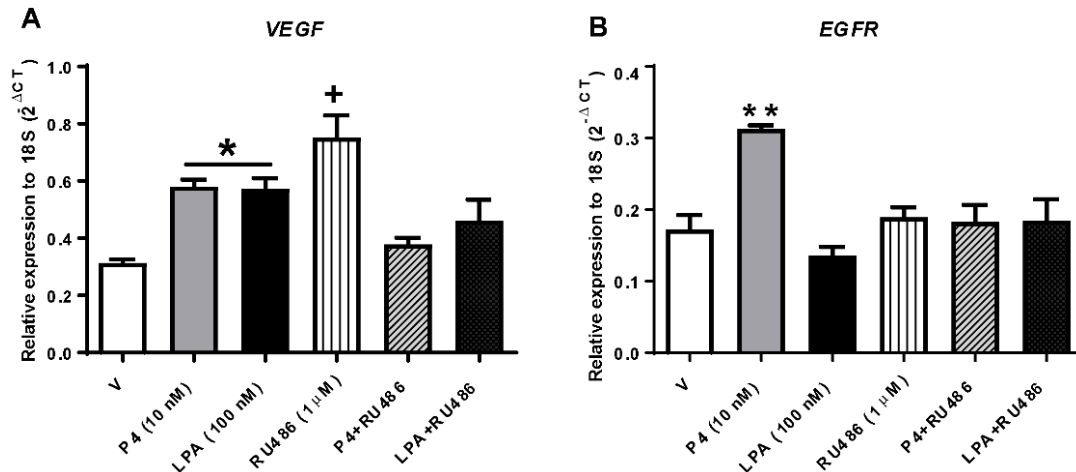 A
VEGF
Relative expression to 18S (2^-ΔCT)
1.0
0.8
0.6
0.4
0.2
0.0
*
+
V
P4 (10 nM)
LPA (100 nM)
RU486 (1 μM)
P4+RU486
LPA+RU486
B
EGFR
Relative expression to 18S (2^-ΔCT)
0.4
0.3
0.2
0.1
0.0
**
V
P4 (10 nM)
LPA (100 nM)
RU486 (1 μM)
P4+RU486
LPA+RU486